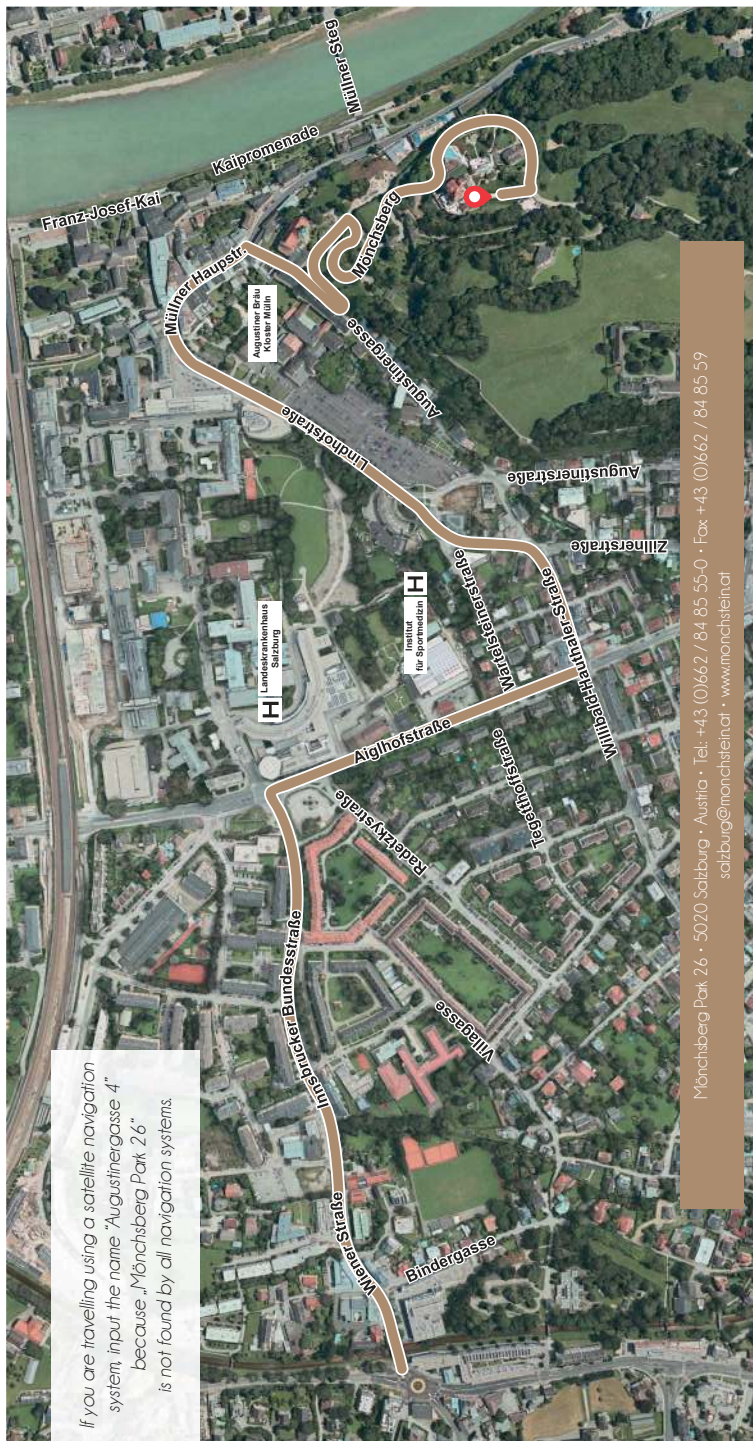 If you are travelling using a satellite navigation
system, input the name "Augustinergasse 4"
because „Mönchsberg Park 26"
is not found by all navigation systems.
Wiener Straße
Bindergasse
Innsbrucker Bundesstraße
Villagasse
Radetzkystraße
Tegetthoffstraße
Aiglhofstraße
H
Landeskrankenhaus
Salzburg
Institut
für Sportmedizin
H
Wartelsteinerstraße
Willibald-Hauthaler-Straße
Zillnerstraße
Augustinerstraße
Lindhofstraße
Augustinergasse
Augustiner Bräu
Kloster Mülln
Müllner Haupstr.
Mönchsberg
Franz-Josef-Kai
Kaipromenade
Müllner Steg
Mönchsberg Park 26 • 5020 Salzburg • Austria • Tel.: +43 (0)662 / 84 85 55-0 • Fax +43 (0)662 / 84 85 59
salzburg@monchstein.at • www.monchstein.at